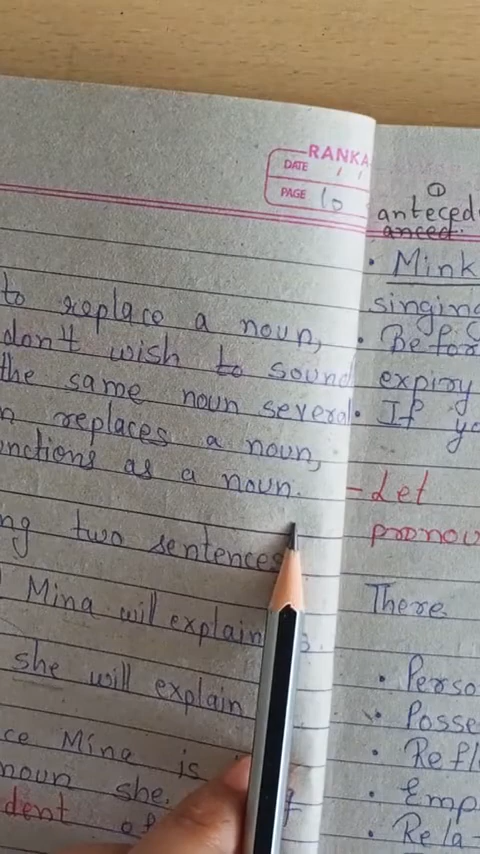 RANKA
DATE / /
PAGE 10
to replace a noun,
don't wish to sound
the same noun several
n replaces a noun,
nctions as a noun.
ng two sentences
Mina will explain
she will explain
ce Mina is
noun she.
dent of
①
anteced
anced.
• Mink
singing
• Befor
expiry
• If yo
- Let
pronou
There
• Perso
• Posse
• Refl
• Emp
• Rela-